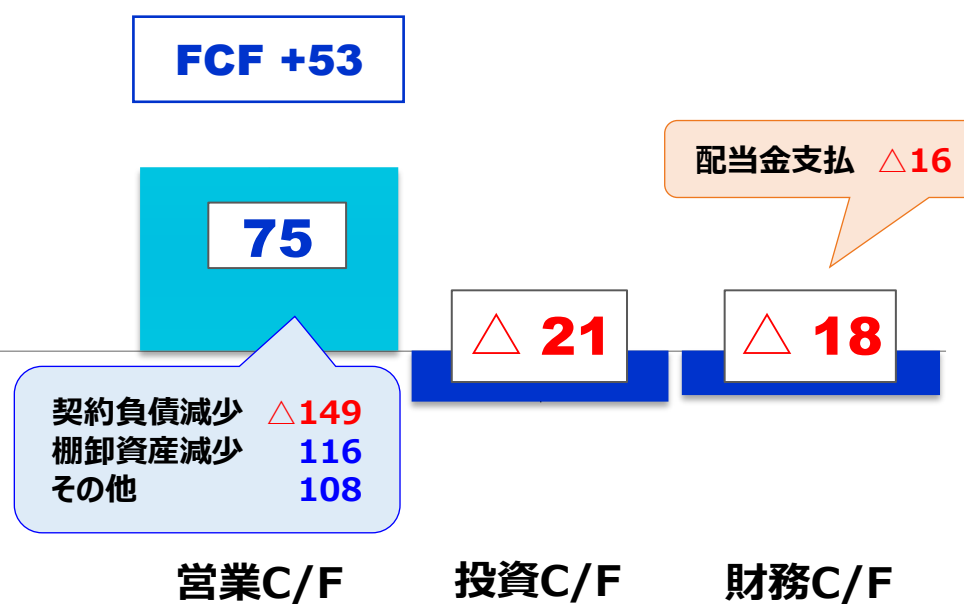 FCF +53
配当金支払 △16
75
△ 21
△ 18
契約負債減少 △149
棚卸資産減少 116
その他 108
営業C/F
投資C/F
財務C/F